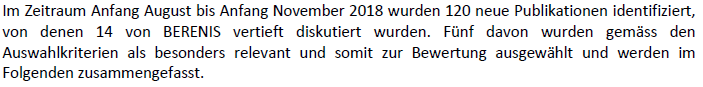 Im Zeitraum Anfang August bis Anfang November 2018 wurden 120 neue Publikationen identifiziert,
von denen 14 von BERENIS vertieft diskutiert wurden. Fünf davon wurden gemäss den
Auswahlkriterien als besonders relevant und somit zur Bewertung ausgewählt und werden im
Folgenden zusammengefasst.